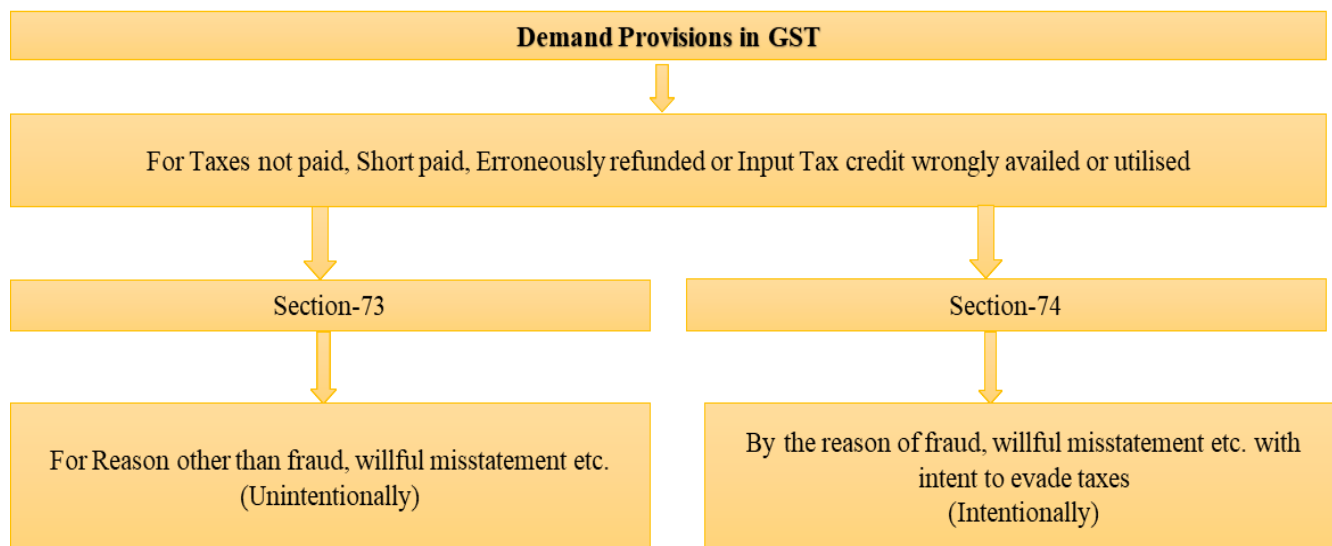 Demand Provisions in GST
For Taxes not paid, Short paid, Erroneously refunded or Input Tax credit wrongly availed or utilised
Section-73
Section-74
For Reason other than fraud, willful misstatement etc.
(Unintentionally)
By the reason of fraud, willful misstatement etc. with
intent to evade taxes
(Intentionally)